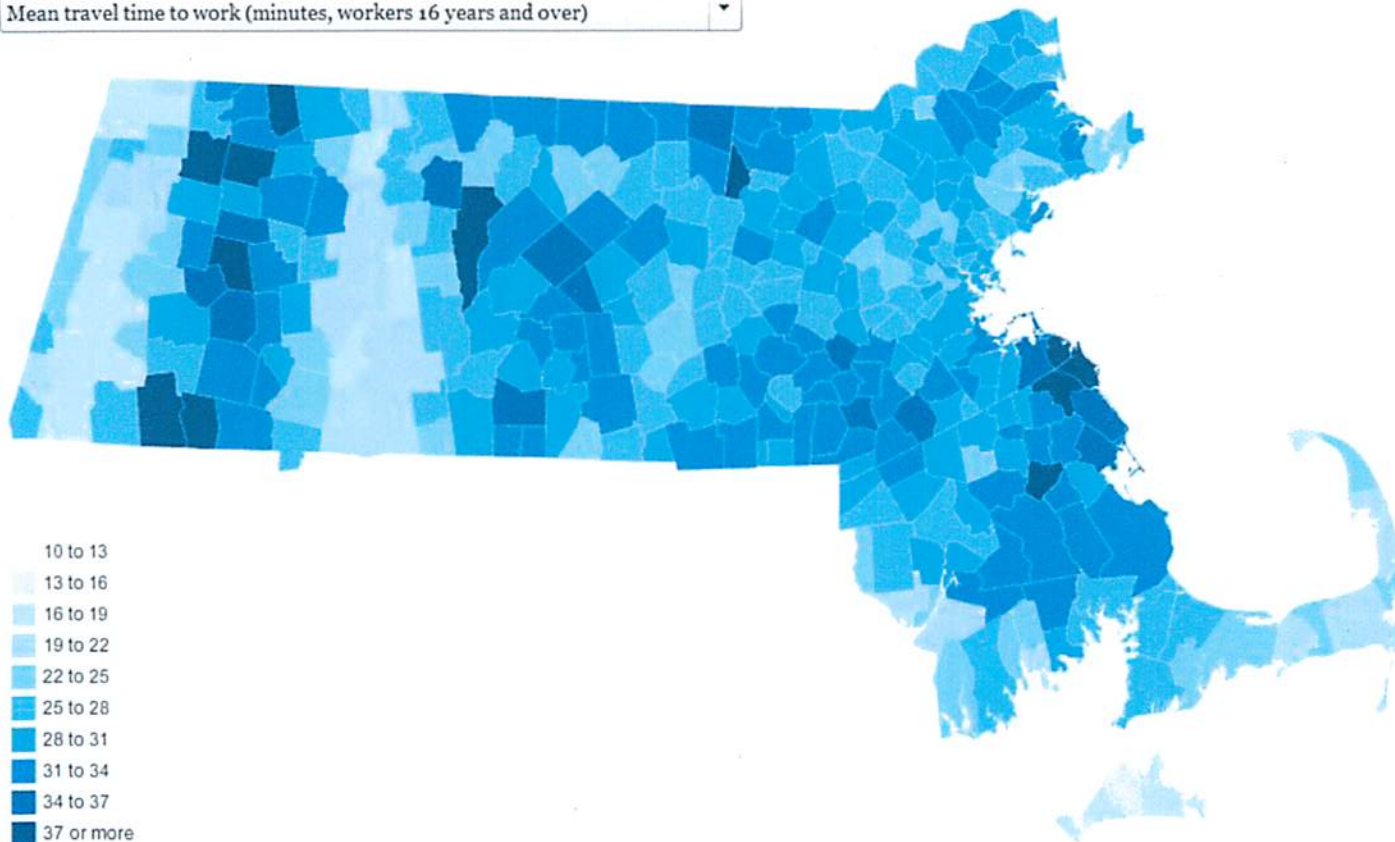 Mean travel time to work (minutes, workers 16 years and over)
10 to 13
13 to 16
16 to 19
19 to 22
22 to 25
25 to 28
28 to 31
31 to 34
34 to 37
37 or more